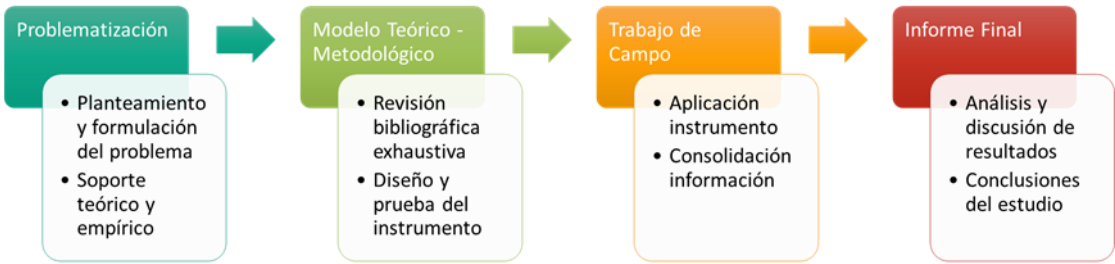 Problematización
• Planteamiento
y formulación
del problema
• Soporte
teórico y
empírico
Modelo Teórico -
Metodológico
• Revisión
bibliográfica
exhaustiva
• Diseño y
prueba del
instrumento
Trabajo de
Campo
• Aplicación
instrumento
• Consolidación
información
Informe Final
• Análisis y
discusión de
resultados
• Conclusiones
del estudio